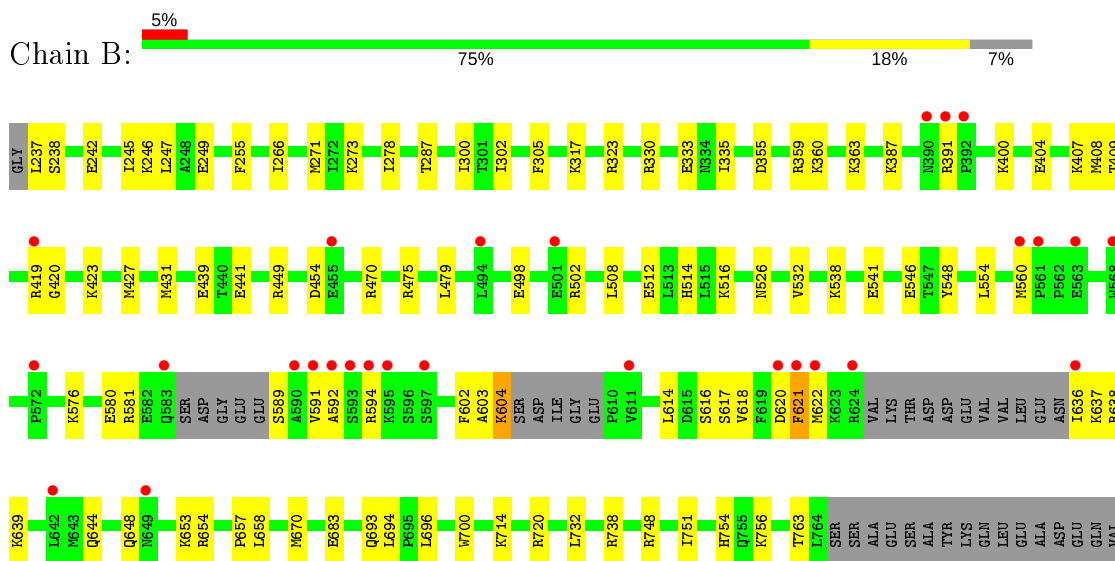 5%
Chain B:
75% 18% 7%
GLY L237 S238 E242 I245 K246 L247 A248 E249 F255 I266 M271 I272 K273 I278 T287 I300 T301 I302 F305 K317 R323 R330 E333 N334 I335 D355 R359 K360 K363 K387 N390 R391 P392 K400 E404 K407 M408 T409
R419 G420 K423 M427 M431 E439 T440 E441 R449 D454 E455 R470 R475 L479 L494 E498 E501 R502 L508 E512 L513 H514 L515 K516 N526 V532 K538 E541 E546 T547 Y548 L554 M560 P561 P562 E563 W568
P572 K576 E580 R581 E582 Q583 SER ASP GLY GLU GLU S589 A590 V591 A592 S593 R594 K595 S596 S597 F602 A603 K604 SER ASP ILE GLY GLU P610 V611 L614 D615 S616 S617 V618 F619 D620 F621 M622 K623 R624 VAL LYS THR ASP ASP GLU VAL VAL LEU GLU ASN I636 K637 R638
K639 L642 M643 Q644 Q648 N649 K653 R654 P657 L658 M670 E683 Q693 L694 P695 L696 W700 K714 R720 L732 R738 R748 I751 H754 Q755 K756 T763 L764 SER SER ALA GLU SER ALA TYR LYS GLN LEU GLU ALA ASP GLU GLN VAL